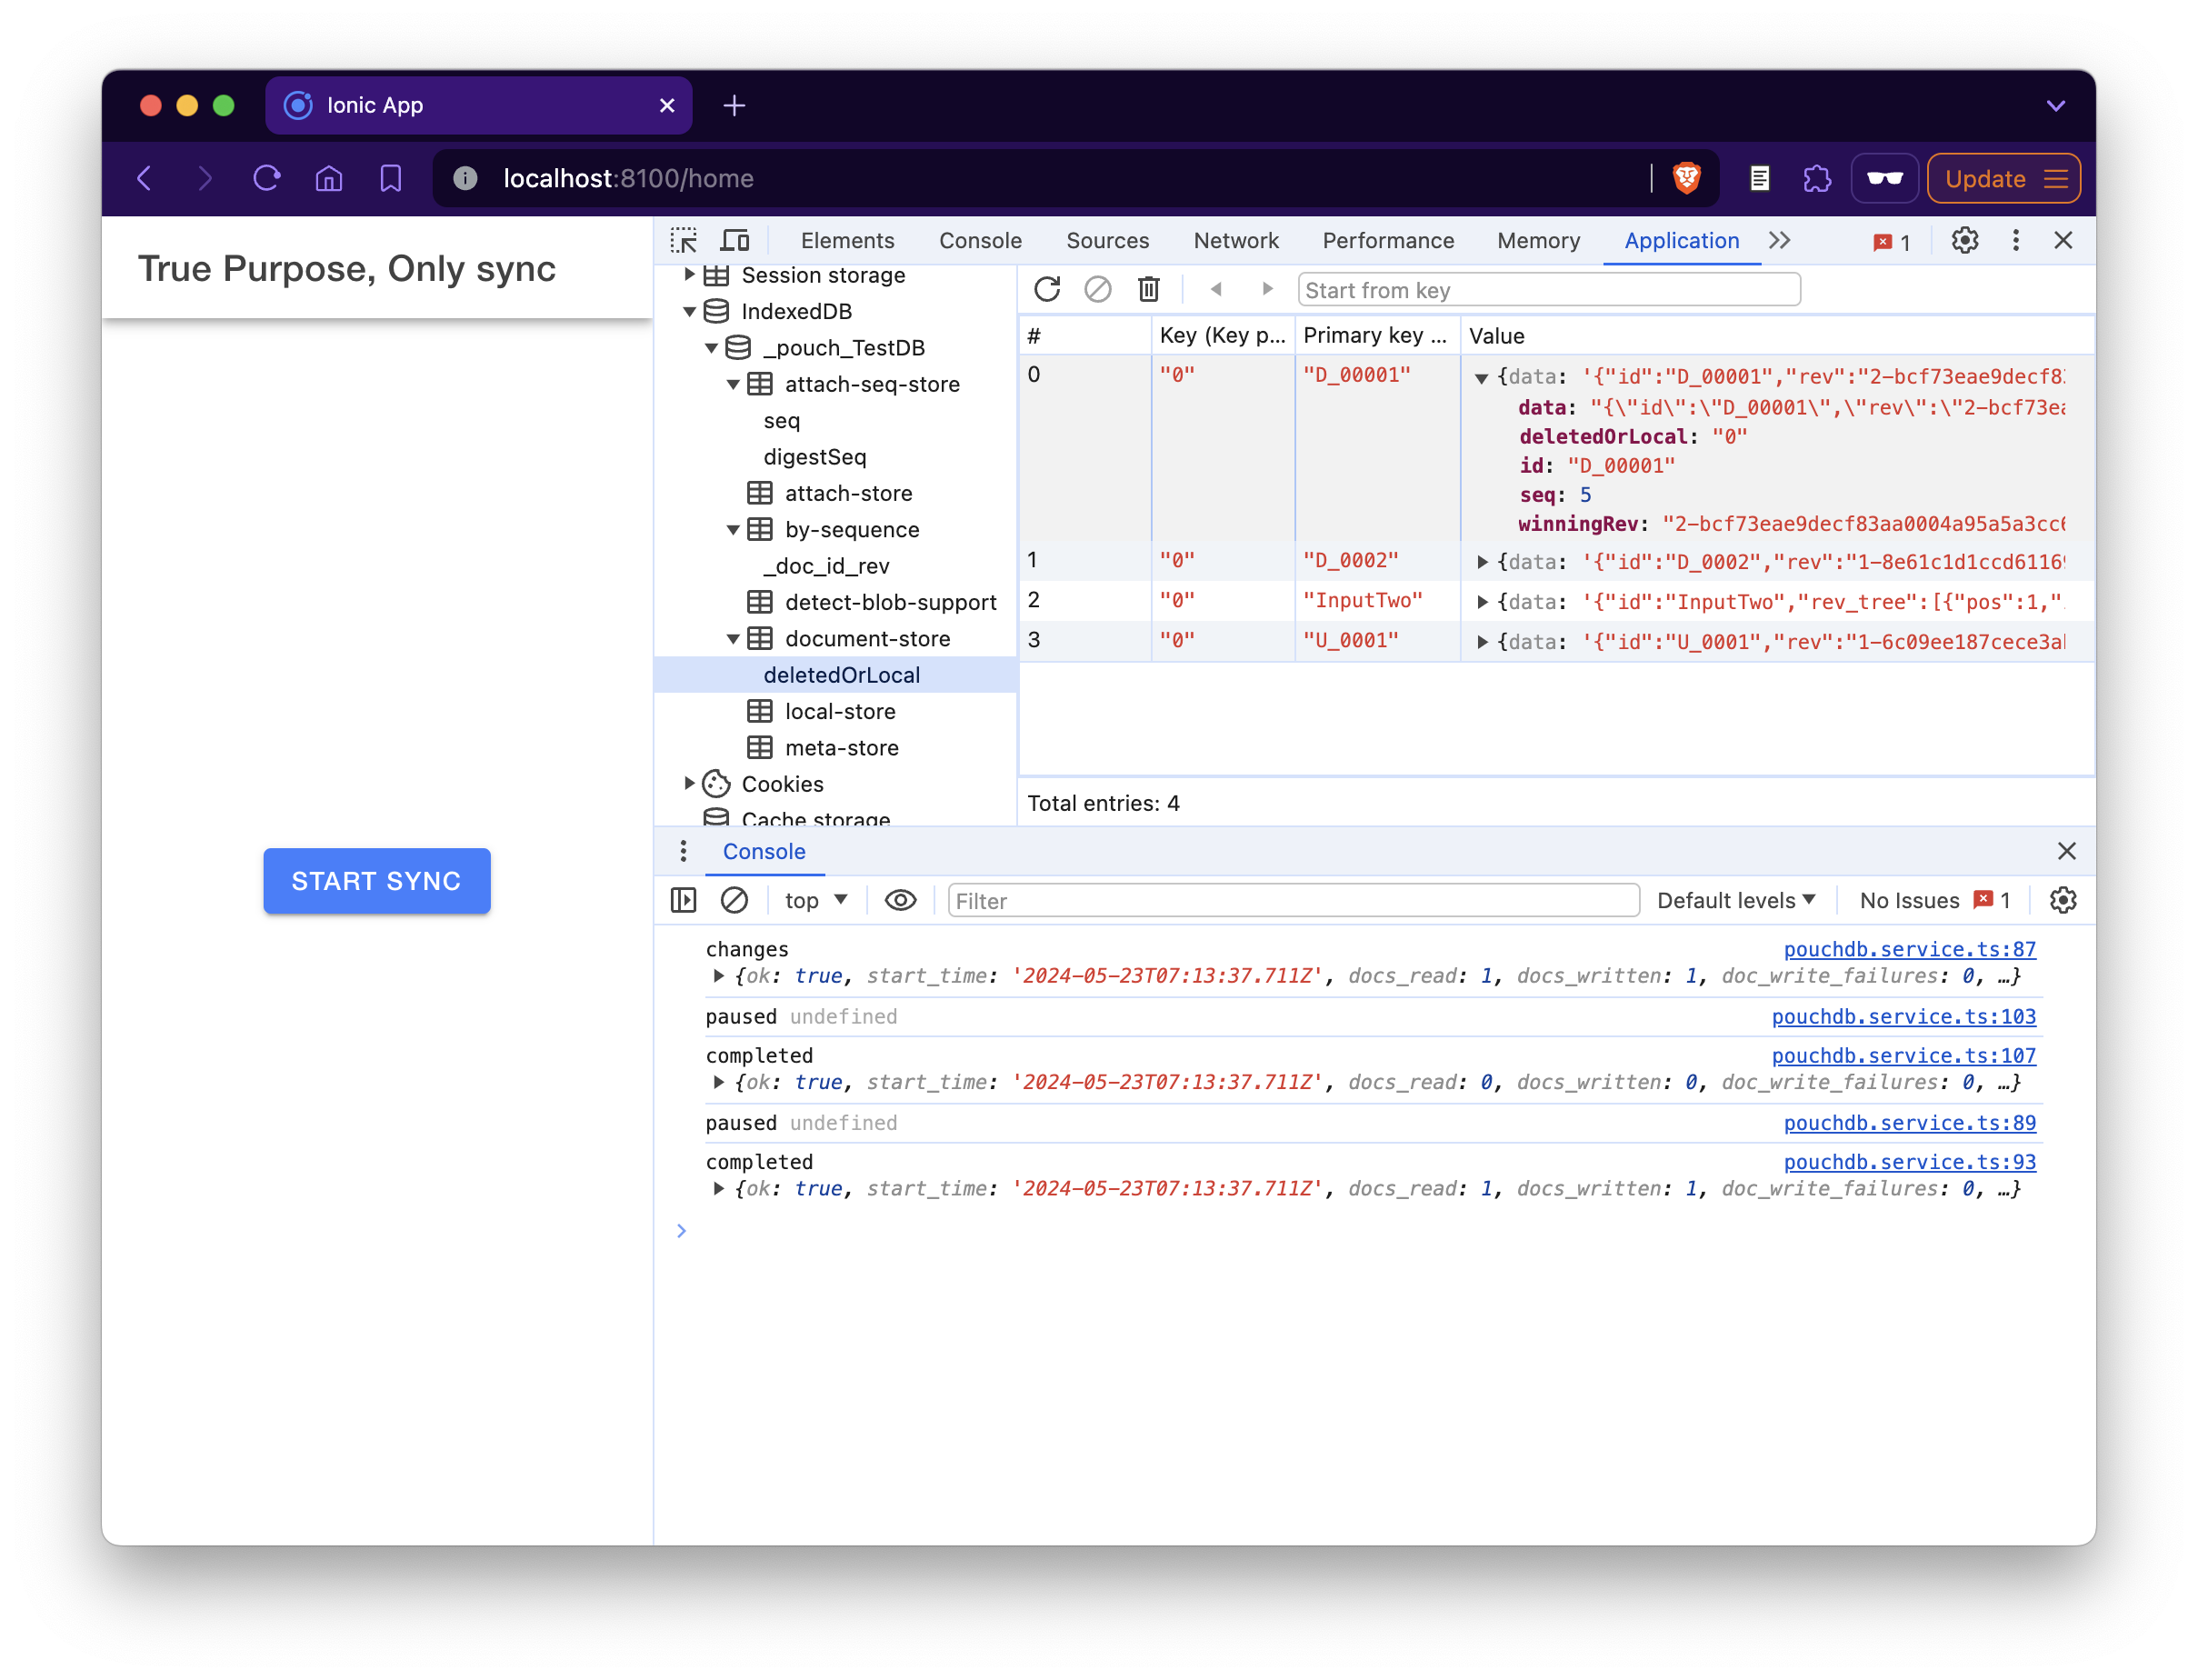 Ionic App
localhost:8100/home
Update
True Purpose, Only sync
START SYNC
Elements Console Sources Network Performance Memory Application 1
Session storage
IndexedDB
_pouch_TestDB
attach-seq-store
seq
digestSeq
attach-store
by-sequence
_doc_id_rev
detect-blob-support
document-store
deletedOrLocal
local-store
meta-store
Cookies
Cache storage
Start from key
# Key (Key p... Primary key ... Value
0 "0" "D_00001" {data: '{"id":"D_00001","rev":"2-bcf73eae9decf8
data: "{\"id\":\"D_00001\",\"rev\":\"2-bcf73ea
deletedOrLocal: "0"
id: "D_00001"
seq: 5
winningRev: "2-bcf73eae9decf83aa0004a95a5a3cc6
1 "0" "D_0002" {data: '{"id":"D_0002","rev":"1-8e61c1d1ccd6116
2 "0" "InputTwo" {data: '{"id":"InputTwo","rev_tree":[{"pos":1,"
3 "0" "U_0001" {data: '{"id":"U_0001","rev":"1-6c09ee187cece3a
Total entries: 4
Console
top Filter Default levels No Issues 1
changes pouchdb.service.ts:87
{ok: true, start_time: '2024-05-23T07:13:37.711Z', docs_read: 1, docs_written: 1, doc_write_failures: 0, …}
paused undefined pouchdb.service.ts:103
completed pouchdb.service.ts:107
{ok: true, start_time: '2024-05-23T07:13:37.711Z', docs_read: 0, docs_written: 0, doc_write_failures: 0, …}
paused undefined pouchdb.service.ts:89
completed pouchdb.service.ts:93
{ok: true, start_time: '2024-05-23T07:13:37.711Z', docs_read: 1, docs_written: 1, doc_write_failures: 0, …}